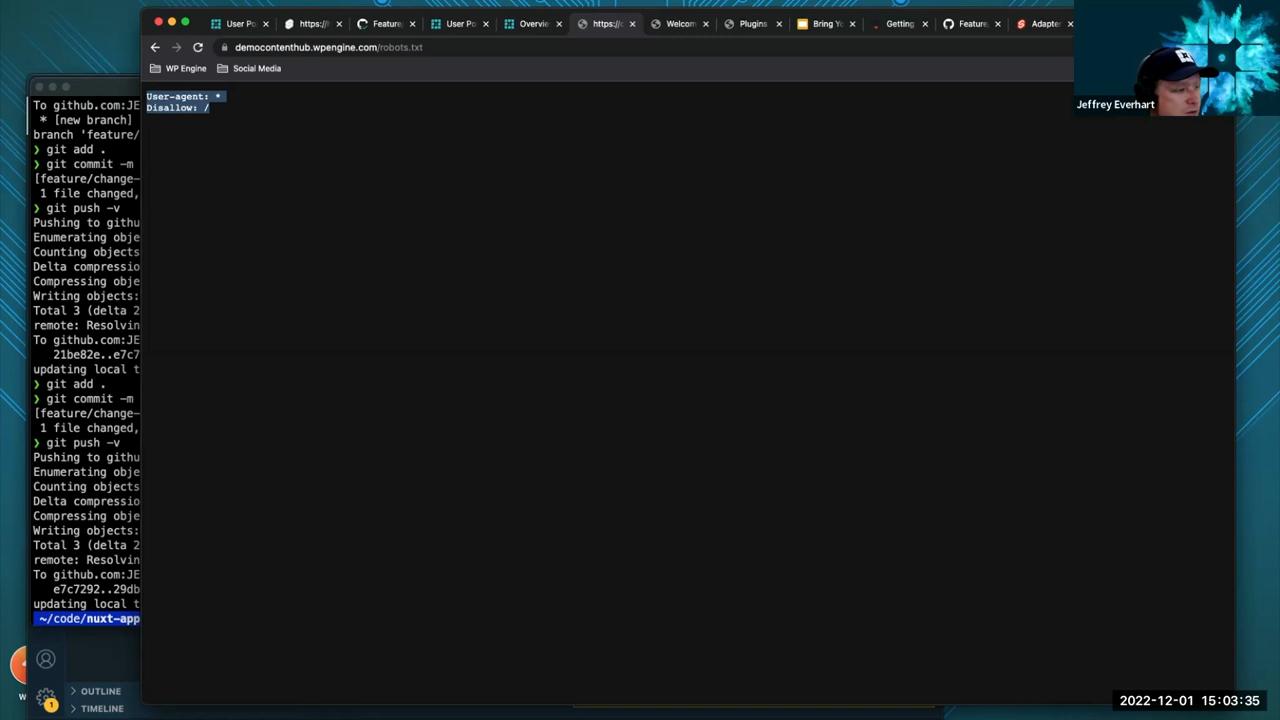 User Po
https://
Feature,
User Po
Overvie
https://
Welcom
Plugins
Bring Yo
Getting
Feature
Adapte
democontenthub.wpengine.com/robots.txt
WP Engine
Social Media
User-agent: *
Disallow: /
Jeffrey Everhart
To github.com:JE
* [new branch]
branch 'feature/
❯ git add .
❯ git commit -m
[feature/change-
1 file changed,
❯ git push -v
Pushing to githu
Enumerating obje
Counting objects
Delta compressio
Compressing obje
Writing objects:
Total 3 (delta 2
remote: Resolvin
To github.com:JE
21be82e..e7c7
updating local t
❯ git add .
❯ git commit -m
[feature/change-
1 file changed,
❯ git push -v
Pushing to githu
Enumerating obje
Counting objects
Delta compressio
Compressing obje
Writing objects:
Total 3 (delta 2
remote: Resolvin
To github.com:JE
e7c7292..29db
updating local t
~/code/nuxt-app
W
1
OUTLINE
TIMELINE
2022-12-01 15:03:35